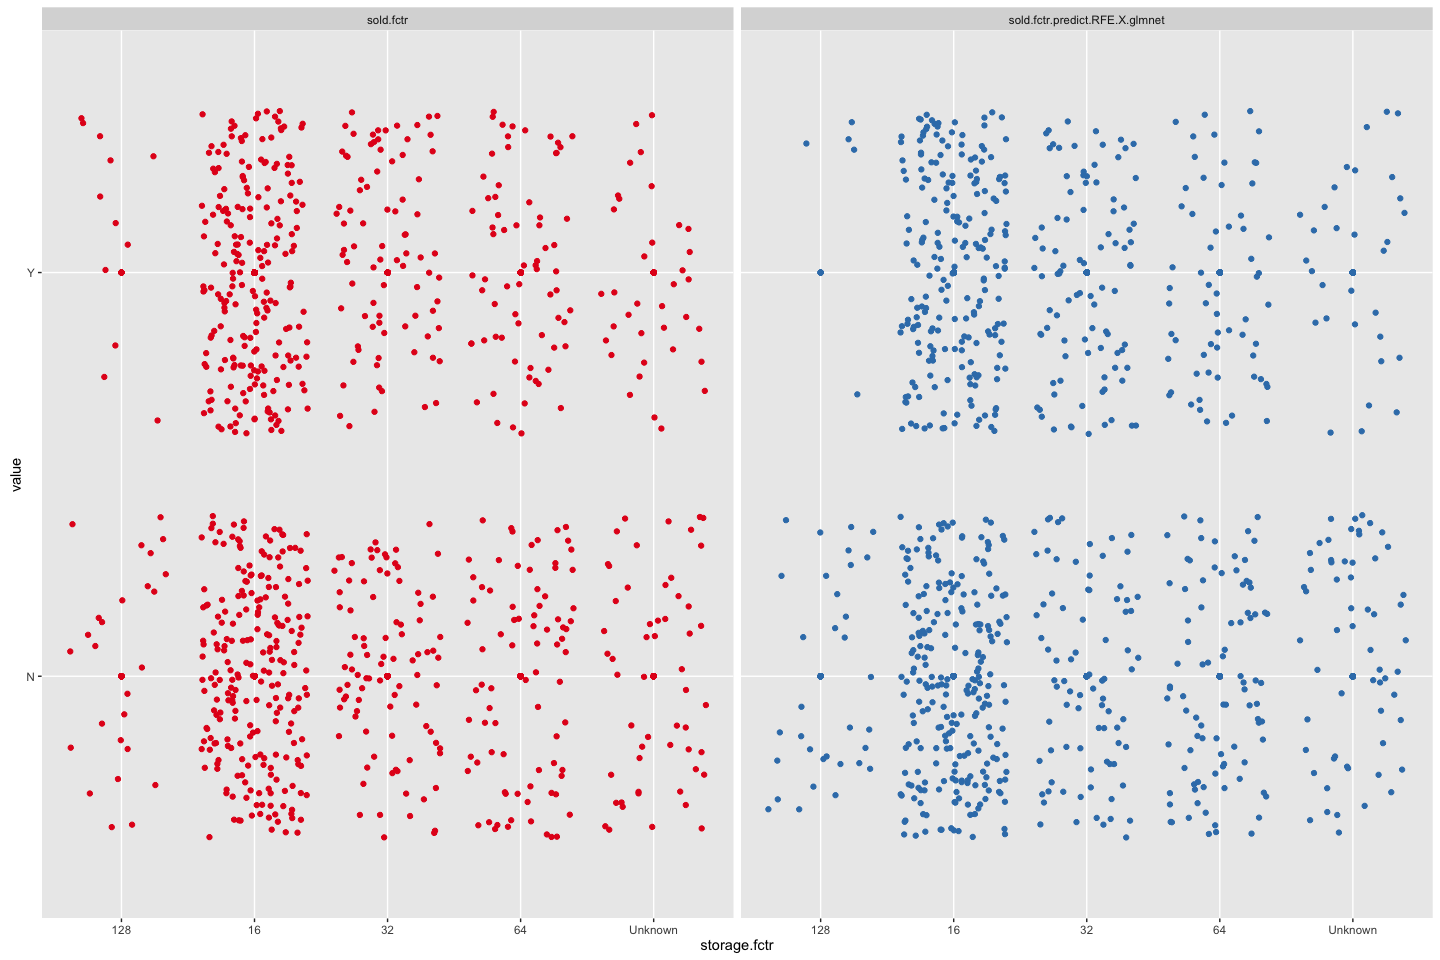 sold.fctr
sold.fctr.predict.RFE.X.glmnet
Y
N
value
128 16 32 64 Unknown
128 16 32 64 Unknown
storage.fctr